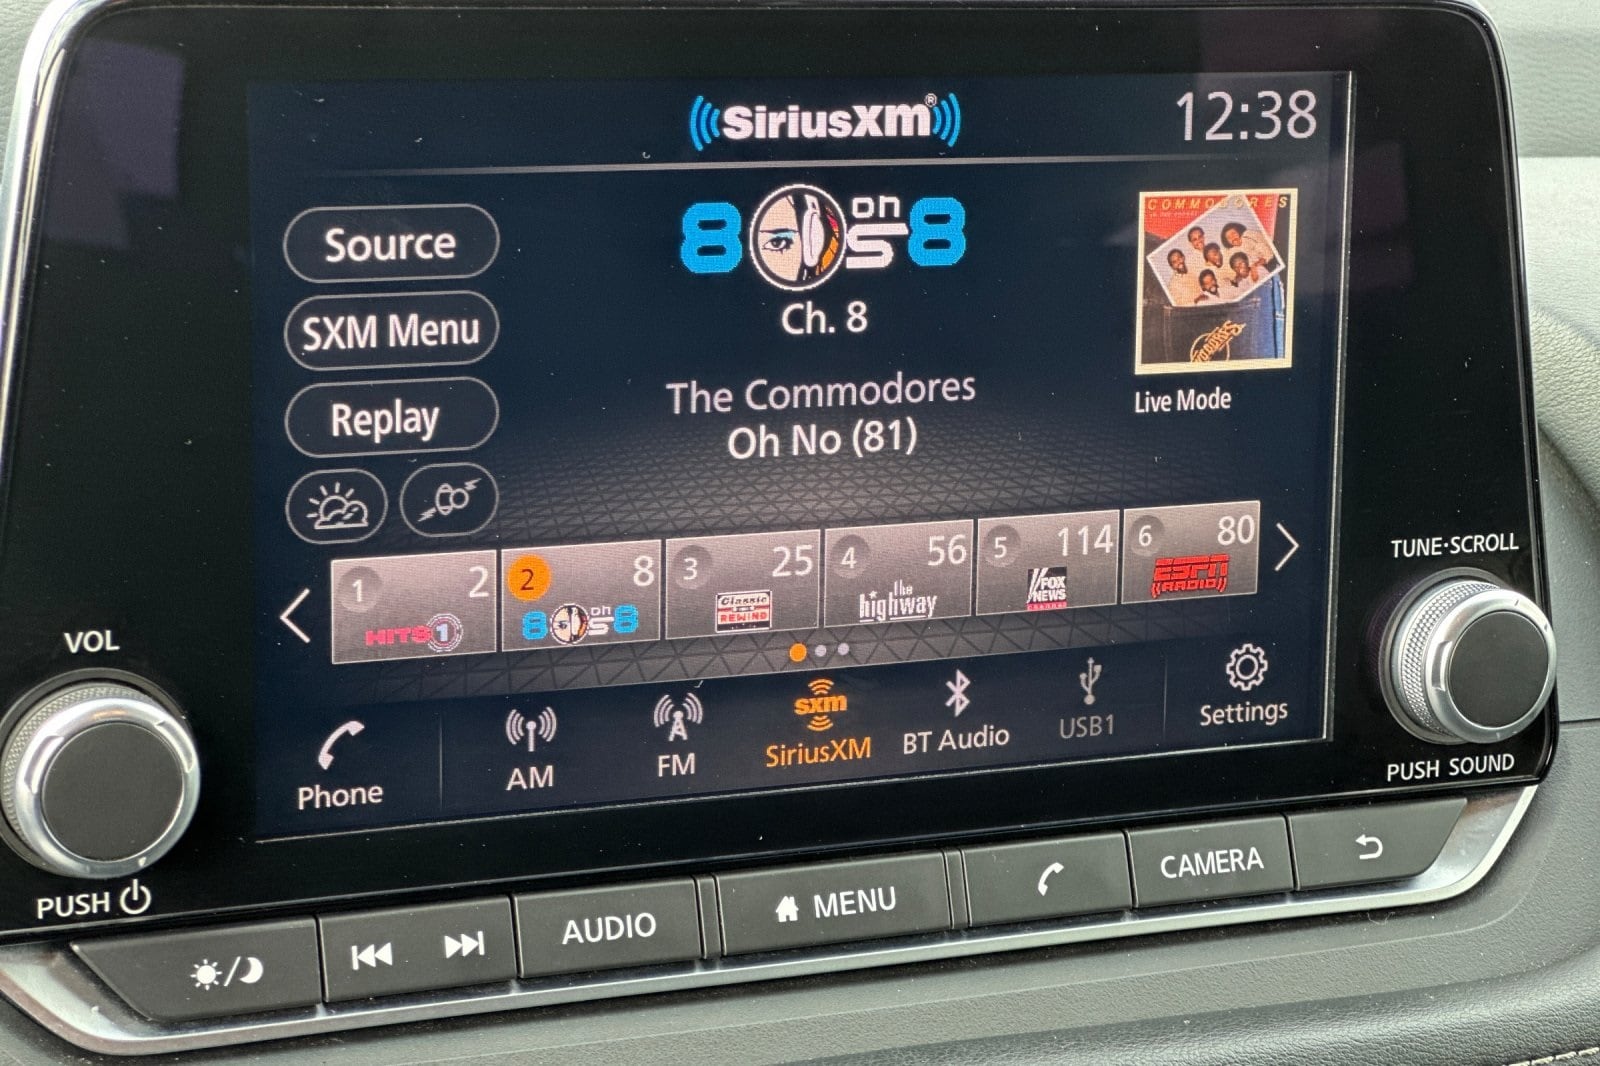 SiriusXM®
12:38
Source
80s on 8
COMMODORES
SXM Menu
Ch. 8
Replay
The Commodores
Live Mode
Oh No (81)
1 2
HITS 1
2 8
80s on 8
3 25
Classic
REWIND
4 56
the
highway
5 114
FOX
NEWS
channel
6 80
ESPN
RADIO
TUNE·SCROLL
VOL
Phone
AM
FM
sxm
SiriusXM
BT Audio
USB1
Settings
PUSH SOUND
PUSH
AUDIO
MENU
CAMERA